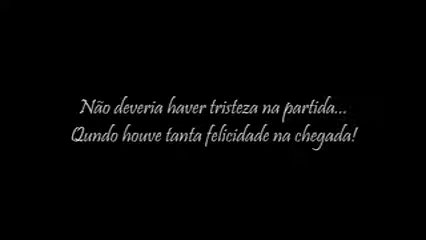 Não deveria haver tristeza na partida...
Qundo houve tanta felicidade na chegada!